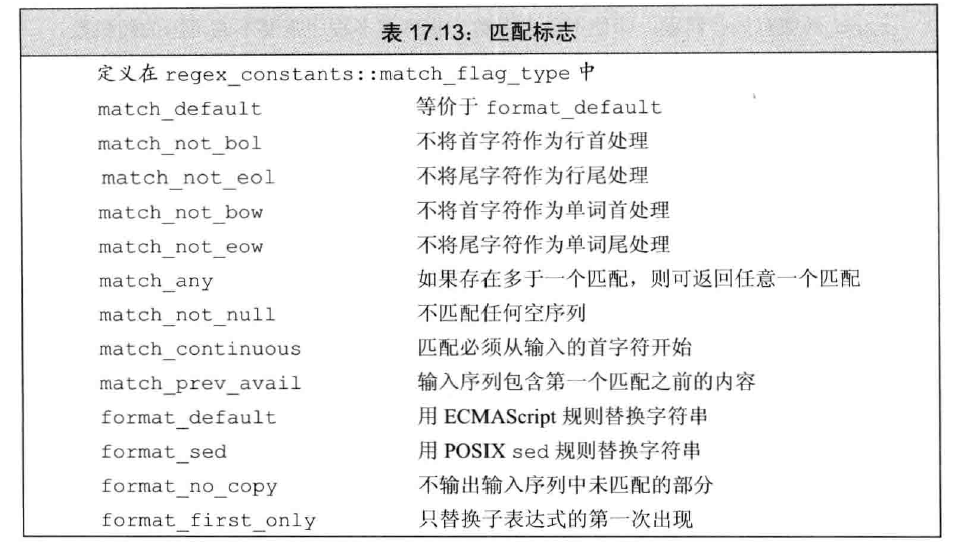 表 17.13： 匹配标志
定义在 regex_constants::match_flag_type 中
match_default 等价于 format_default
match_not_bol 不将首字符作为行首处理
match_not_eol 不将尾字符作为行尾处理
match_not_bow 不将首字符作为单词首处理
match_not_eow 不将尾字符作为单词尾处理
match_any 如果存在多于一个匹配，则可返回任意一个匹配
match_not_null 不匹配任何空序列
match_continuous 匹配必须从输入的首字符开始
match_prev_avail 输入序列包含第一个匹配之前的内容
format_default 用 ECMAScript 规则替换字符串
format_sed 用 POSIX sed 规则替换字符串
format_no_copy 不输出输入序列中未匹配的部分
format_first_only 只替换子表达式的第一次出现